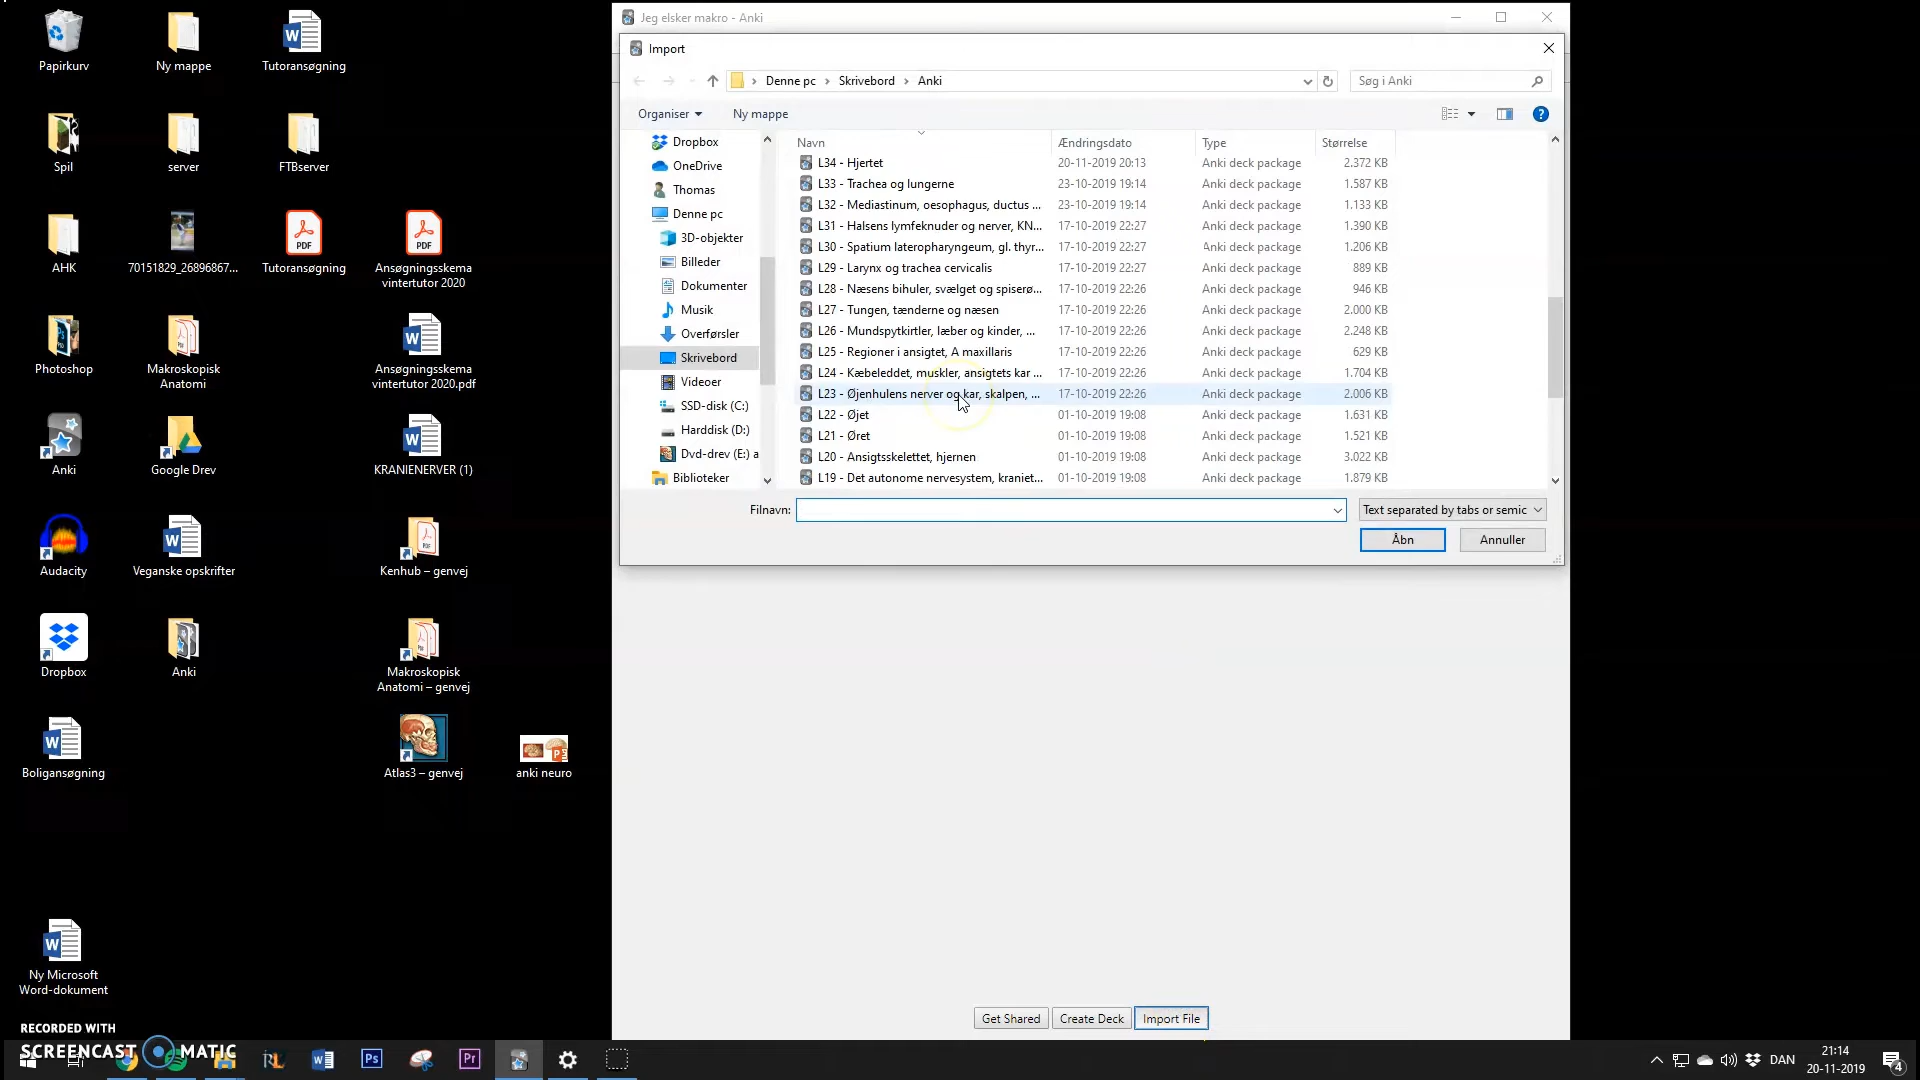 Papirkurv
Ny mappe
Tutoransøgning
Spil
server
FTBserver
AHK
70151829_26896867...
Tutoransøgning
Ansøgningsskema
vintertutor 2020
Photoshop
Makroskopisk
Anatomi
Ansøgningsskema
vintertutor 2020.pdf
Anki
Google Drev
KRANIENERVER (1)
Audacity
Veganske opskrifter
Kenhub – genvej
Dropbox
Anki
Makroskopisk
Anatomi – genvej
Boligansøgning
Atlas3 – genvej
anki neuro
Ny Microsoft
Word-dokument
Jeg elsker makro - Anki
Import
Denne pc › Skrivebord › Anki
Søg i Anki
Organiser
Ny mappe
Dropbox
OneDrive
Thomas
Denne pc
3D-objekter
Billeder
Dokumenter
Musik
Overførsler
Skrivebord
Videoer
SSD-disk (C:)
Harddisk (D:)
Dvd-drev (E:) a
Biblioteker
Navn Ændringsdato Type Størrelse
L34 - Hjertet 20-11-2019 20:13 Anki deck package 2.372 KB
L33 - Trachea og lungerne 23-10-2019 19:14 Anki deck package 1.587 KB
L32 - Mediastinum, oesophagus, ductus ... 23-10-2019 19:14 Anki deck package 1.133 KB
L31 - Halsens lymfeknuder og nerver, KN... 17-10-2019 22:27 Anki deck package 1.390 KB
L30 - Spatium lateropharyngeum, gl. thyr... 17-10-2019 22:27 Anki deck package 1.206 KB
L29 - Larynx og trachea cervicalis 17-10-2019 22:27 Anki deck package 889 KB
L28 - Næsens bihuler, svælget og spiserø... 17-10-2019 22:26 Anki deck package 946 KB
L27 - Tungen, tænderne og næsen 17-10-2019 22:26 Anki deck package 2.000 KB
L26 - Mundspytkirtler, læber og kinder, ... 17-10-2019 22:26 Anki deck package 2.248 KB
L25 - Regioner i ansigtet, A maxillaris 17-10-2019 22:26 Anki deck package 629 KB
L24 - Kæbeleddet, muskler, ansigtets kar ... 17-10-2019 22:26 Anki deck package 1.704 KB
L23 - Øjenhulens nerver og kar, skalpen, ... 17-10-2019 22:26 Anki deck package 2.006 KB
L22 - Øjet 01-10-2019 19:08 Anki deck package 1.631 KB
L21 - Øret 01-10-2019 19:08 Anki deck package 1.521 KB
L20 - Ansigtsskelettet, hjernen 01-10-2019 19:08 Anki deck package 3.022 KB
L19 - Det autonome nervesystem, kraniet... 01-10-2019 19:08 Anki deck package 1.879 KB
Filnavn:
Text separated by tabs or semic
Åbn
Annuller
Get Shared
Create Deck
Import File
RECORDED WITH
SCREENCAST MATIC
DAN
21:14
20-11-2019
4